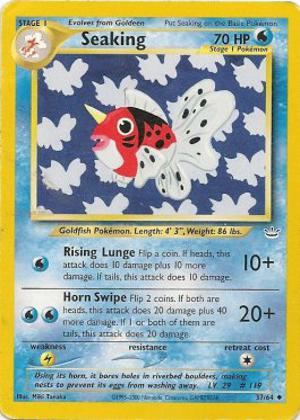 STAGE 1 Evolves from Goldeen Put Seaking on the Basic Pokémon
Seaking 70 HP
Stage 1 Pokémon
Goldfish Pokémon. Length: 4' 3", Weight: 86 lbs.
Rising Lunge Flip a coin. If heads, this attack does 10 damage plus 10 more damage. If tails, this attack does 10 damage. 10+
Horn Swipe Flip 2 coins. If both are heads, this attack does 20 damage plus 40 more damage. If 1 or both of them are tails, this attack does 20 damage. 20+
weakness resistance retreat cost
Using its horn, it bores holes in riverbed boulders, making
nests to prevent its eggs from washing away. LV. 29 # 119
Illus. Miki Tanaka
37/64